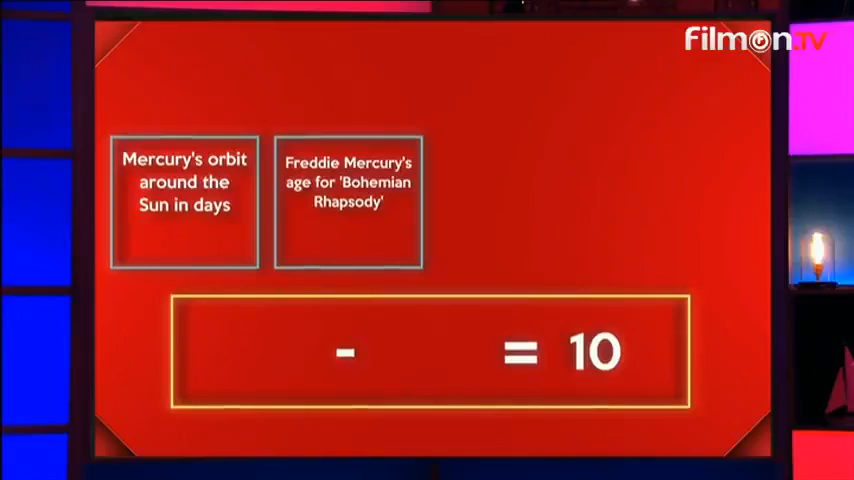 filmon.TV
Mercury's orbit
around the
Sun in days
Freddie Mercury's
age for 'Bohemian
Rhapsody'
- = 10